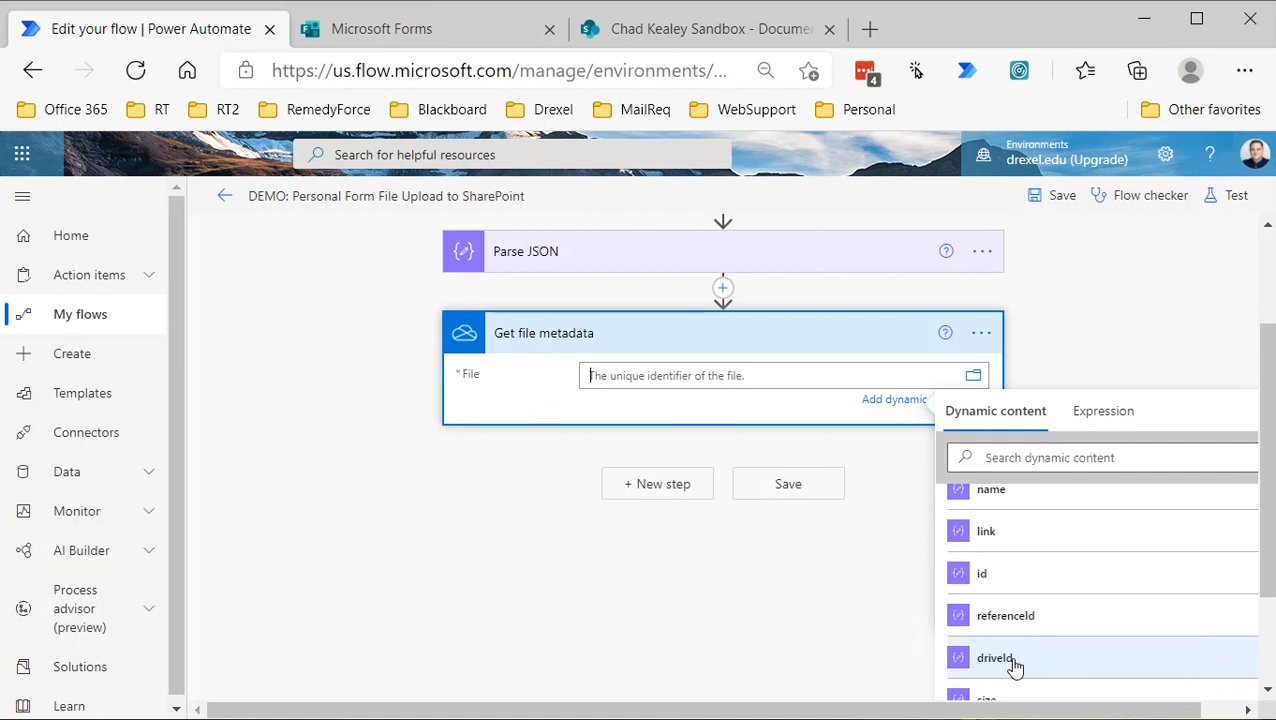 Edit your flow | Power Automate
Microsoft Forms
Chad Kealey Sandbox - Docume
https://us.flow.microsoft.com/manage/environments/...
4
Office 365
RT
RT2
RemedyForce
Blackboard
Drexel
MailReq
WebSupport
Personal
Other favorites
Search for helpful resources
Environments
drexel.edu (Upgrade)
DEMO: Personal Form File Upload to SharePoint
Save
Flow checker
Test
Home
Action items
My flows
Create
Templates
Connectors
Data
Monitor
AI Builder
Process
advisor
(preview)
Solutions
Learn
Parse JSON
Get file metadata
* File
The unique identifier of the file.
Add dynamic
+ New step
Save
Dynamic content
Expression
Search dynamic content
name
link
id
referenceId
driveId
size